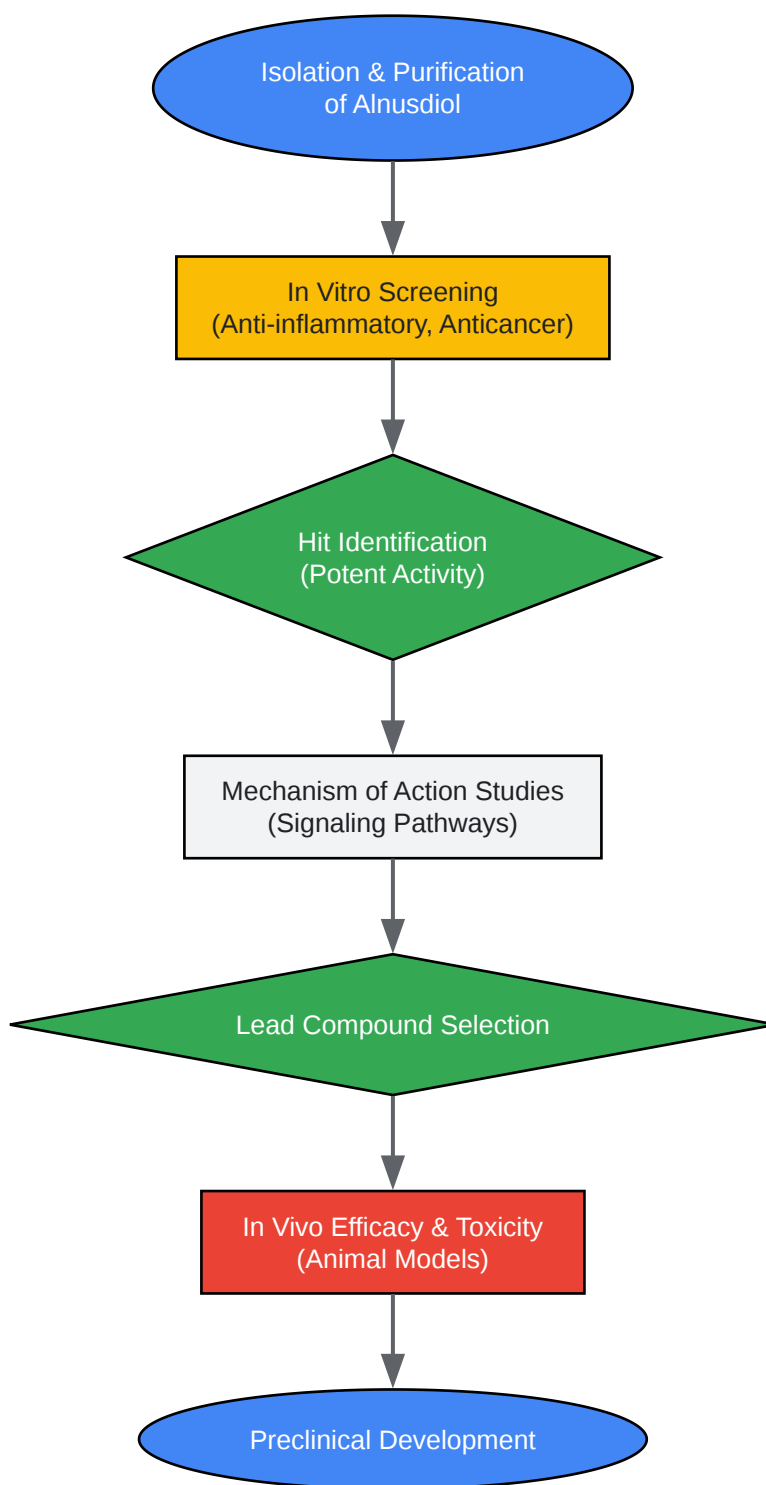 Isolation & Purification
of Alnusdiol
In Vitro Screening
(Anti-inflammatory, Anticancer)
Hit Identification
(Potent Activity)
Mechanism of Action Studies
(Signaling Pathways)
Lead Compound Selection
In Vivo Efficacy & Toxicity
(Animal Models)
Preclinical Development